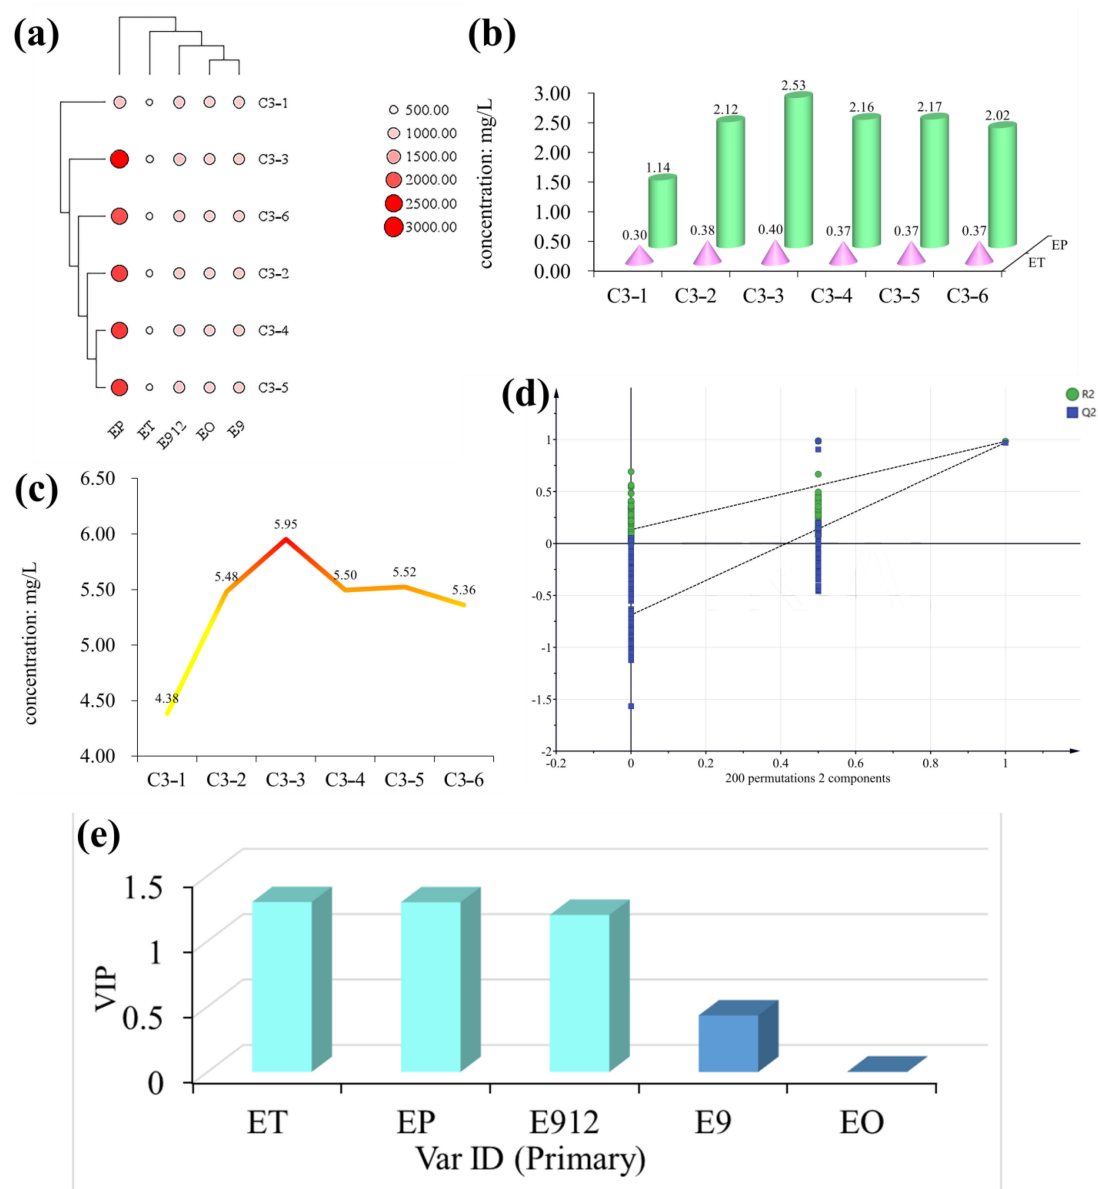 (a)
C3-1
C3-3
C3-6
C3-2
C3-4
C3-5
EP
ET
E912
EO
E9
500.00
1000.00
1500.00
2000.00
2500.00
3000.00
(b)
concentration: mg/L
3.00
2.50
2.00
1.50
1.00
0.50
0.00
1.14
2.12
2.53
2.16
2.17
2.02
0.30
0.38
0.40
0.37
0.37
0.37
EP
ET
C3-1
C3-2
C3-3
C3-4
C3-5
C3-6
(c)
concentration: mg/L
6.50
6.00
5.50
5.00
4.50
4.00
4.38
5.48
5.95
5.50
5.52
5.36
C3-1
C3-2
C3-3
C3-4
C3-5
C3-6
(d)
R2
Q2
1
0.5
0
-0.5
-1
-1.5
-2
-0.2
0
0.2
0.4
0.6
0.8
1
200 permutations 2 components
(e)
VIP
1.5
1
0.5
0
ET
EP
E912
E9
EO
Var ID (Primary)